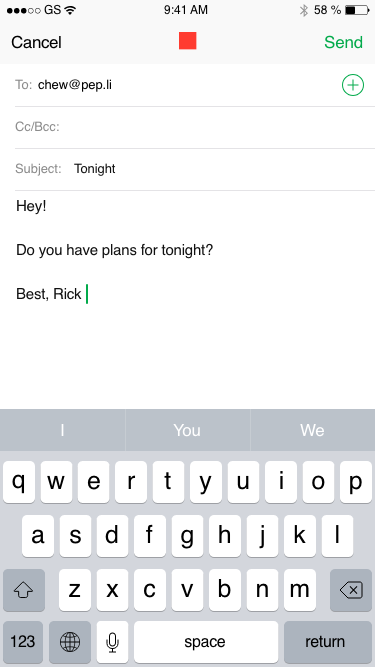 GS 9:41 AM 58 %
Cancel Send
To: chew@pep.li
Cc/Bcc:
Subject: Tonight
Hey!
Do you have plans for tonight?
Best, Rick
I You We
q w e r t y u i o p
a s d f g h j k l
z x c v b n m
123 space return